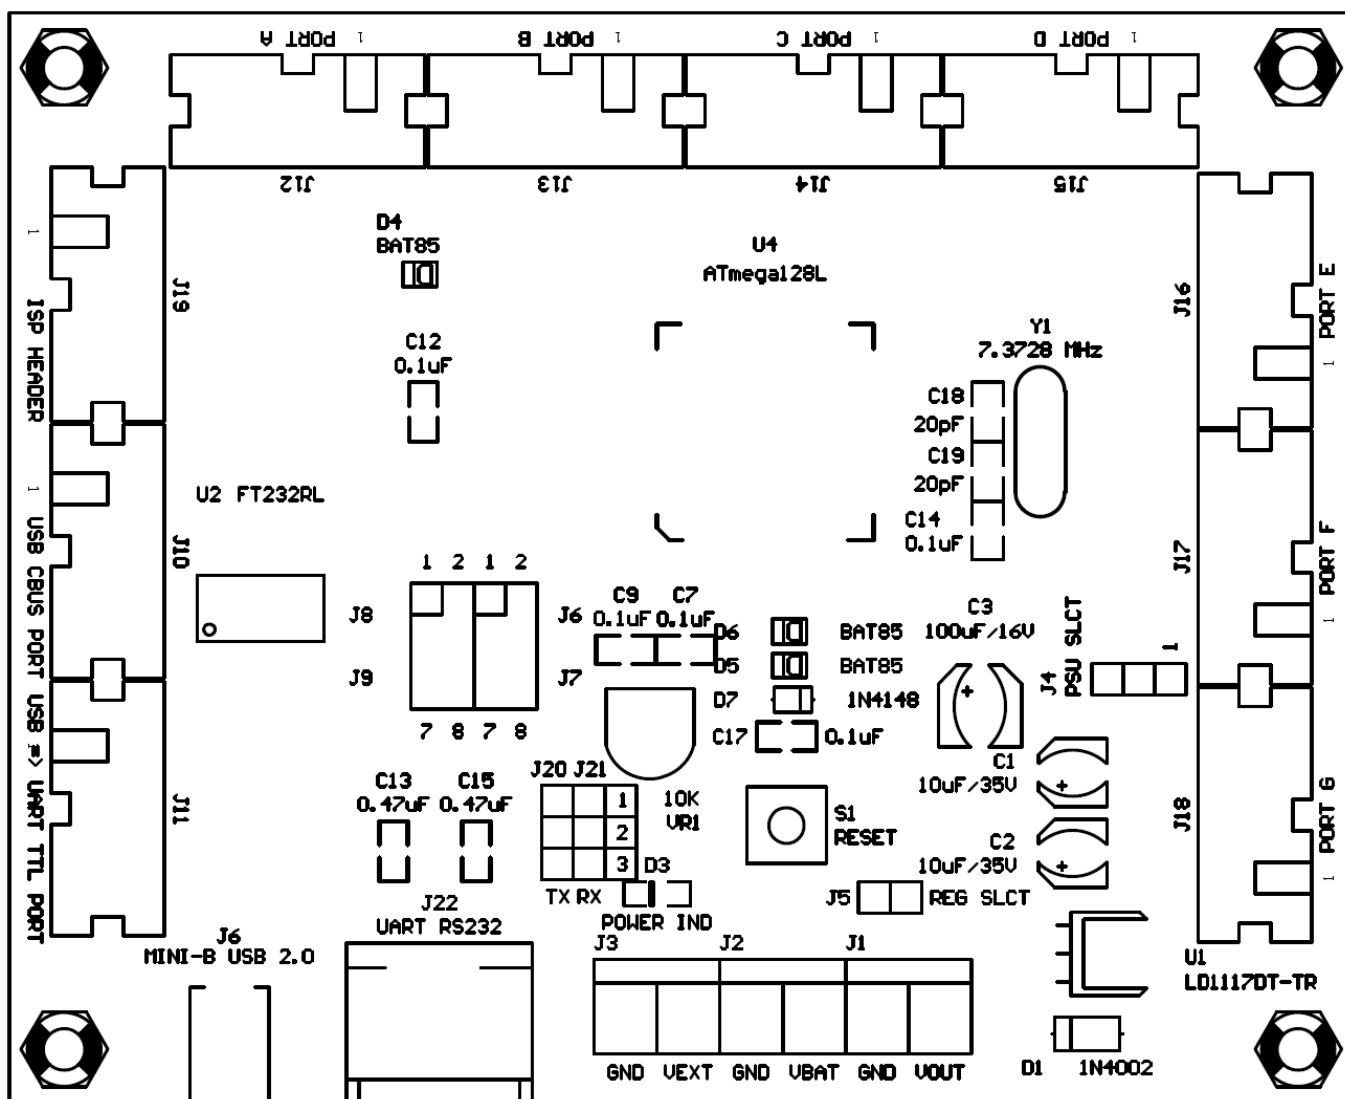 PORT A 1
PORT B 1
PORT C 1
PORT D 1
J12
J13
J14
J15
D4
BAT85
U4
ATmega128L
1
J19
ISP HEADER
J16
PORT E
1
C12
0.1uF
Y1
7.3728 MHz
C18
20pF
C19
20pF
C14
0.1uF
1
U2 FT232RL
J10
USB CBUS PORT
J17
PORT F
1
1 2 1 2
J8
J9
J6
J7
7 8 7 8
C9
0.1uF
C7
0.1uF
D6
BAT85
D5
BAT85
D7
1N4148
C17
0.1uF
C3
100uF/16V
J4
PSU SLCT
1
C1
10uF/35V
C2
10uF/35V
J11
USB => UART TTL PORT
J18
PORT G
1
C13
0.47uF
C15
0.47uF
J20 J21
1
2
3
TX RX
10K
VR1
S1
RESET
D3
POWER IND
J5
REG SLCT
J22
UART RS232
J6
MINI-B USB 2.0
J3
J2
J1
GND VEXT GND VBAT GND VOUT
U1
LD1117DT-TR
D1
1N4002